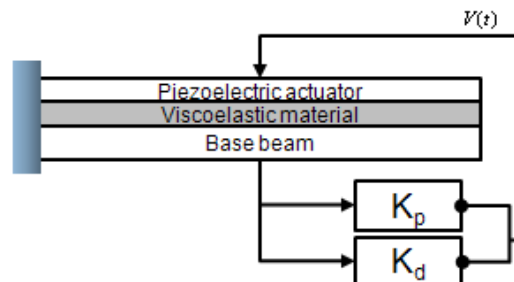 V(t)
Piezoelectric actuator
Viscoelastic material
Base beam
Kp
Kd